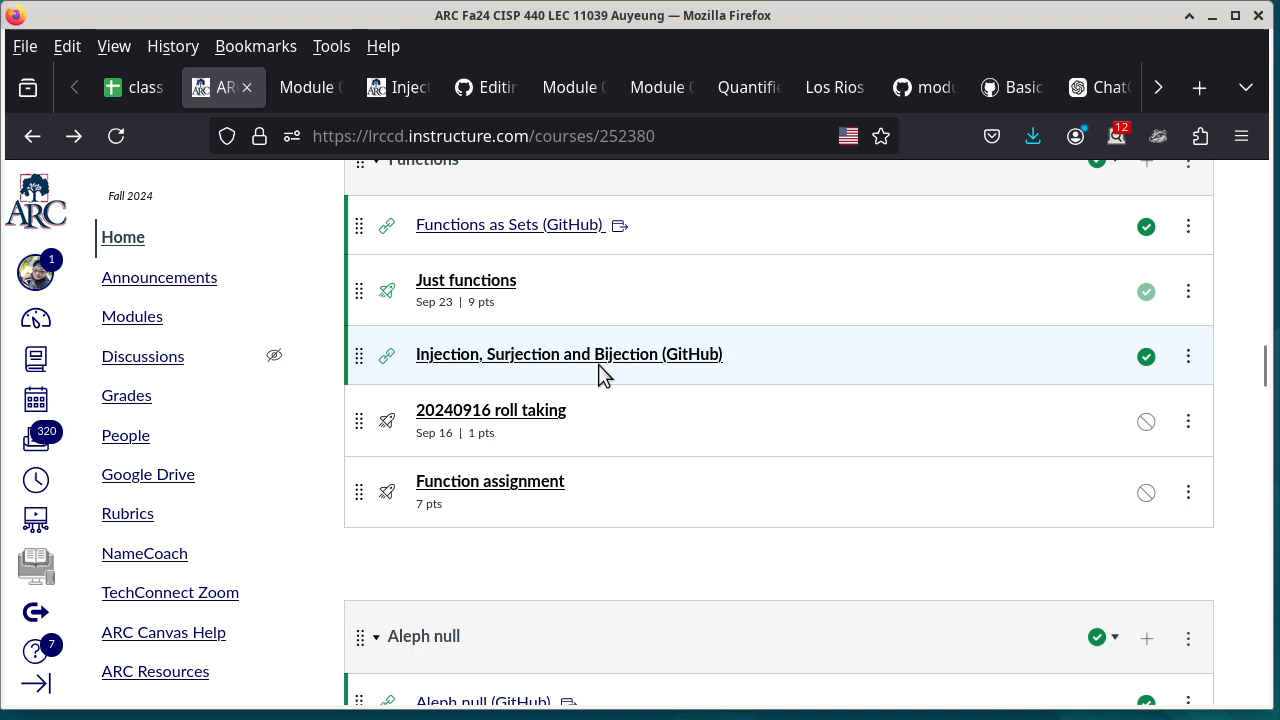 ARC Fa24 CISP 440 LEC 11039 Auyeung — Mozilla Firefox
File Edit View History Bookmarks Tools Help
class AR Module Inject Editin Module Module Quantifi Los Rios modu Basic Chat
https://lrccd.instructure.com/courses/252380
12
ARC
Fall 2024
Home
Announcements
Modules
Discussions
Grades
People
Google Drive
Rubrics
NameCoach
TechConnect Zoom
ARC Canvas Help
ARC Resources
1
320
7
Functions
Functions as Sets (GitHub)
Just functions
Sep 23 | 9 pts
Injection, Surjection and Bijection (GitHub)
20240916 roll taking
Sep 16 | 1 pts
Function assignment
7 pts
Aleph null
Aleph null (GitHub)